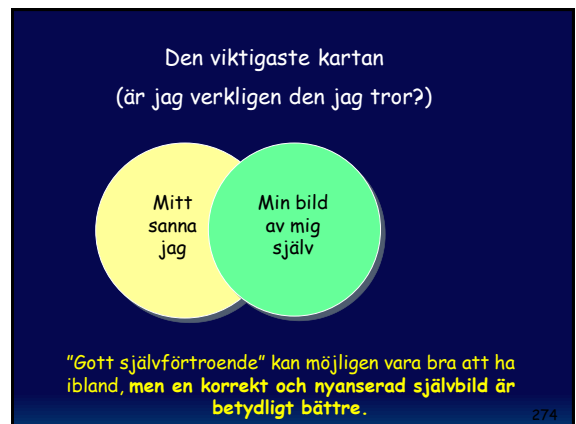 Den viktigaste kartan
(är jag verkligen den jag tror?)
Mitt
sanna
jag
Min bild
av mig
själv
”Gott självförtroende” kan möjligen vara bra att ha
ibland, men en korrekt och nyanserad självbild är
betydligt bättre.
274